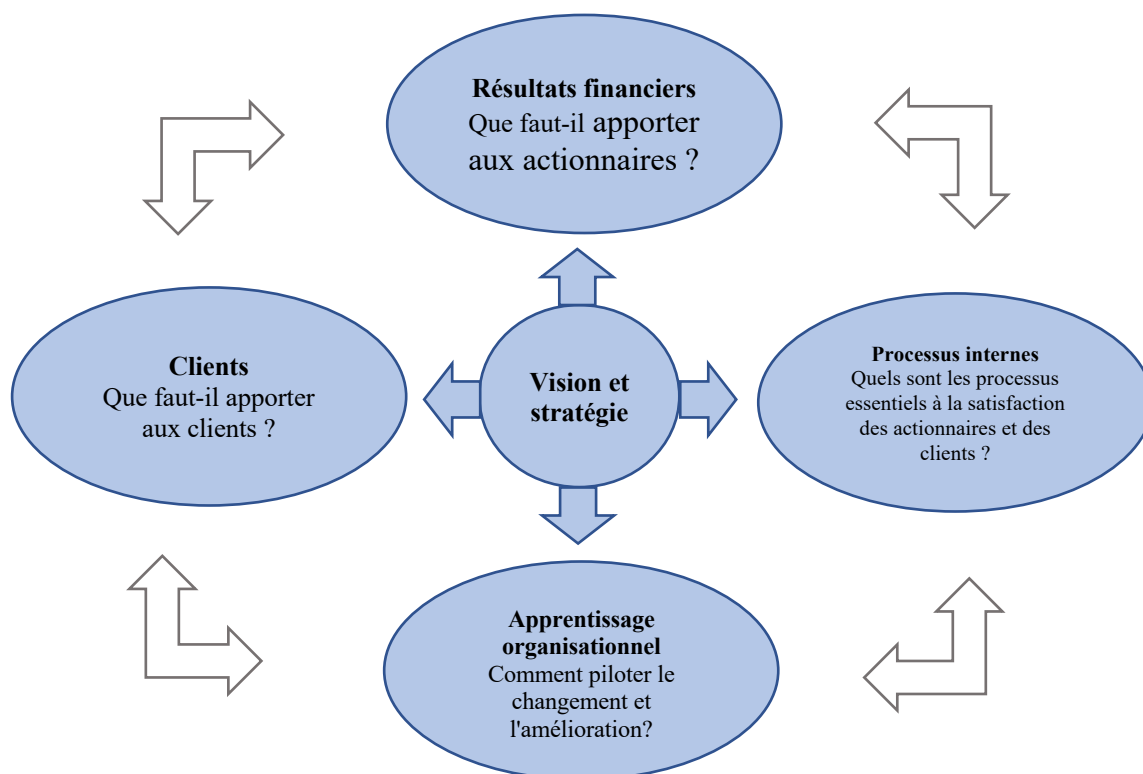 Résultats financiers
Que faut-il apporter
aux actionnaires ?
Clients
Que faut-il apporter
aux clients ?
Vision et
stratégie
Processus internes
Quels sont les processus
essentiels à la satisfaction
des actionnaires et des
clients ?
Apprentissage
organisationnel
Comment piloter le
changement et
l'amélioration?